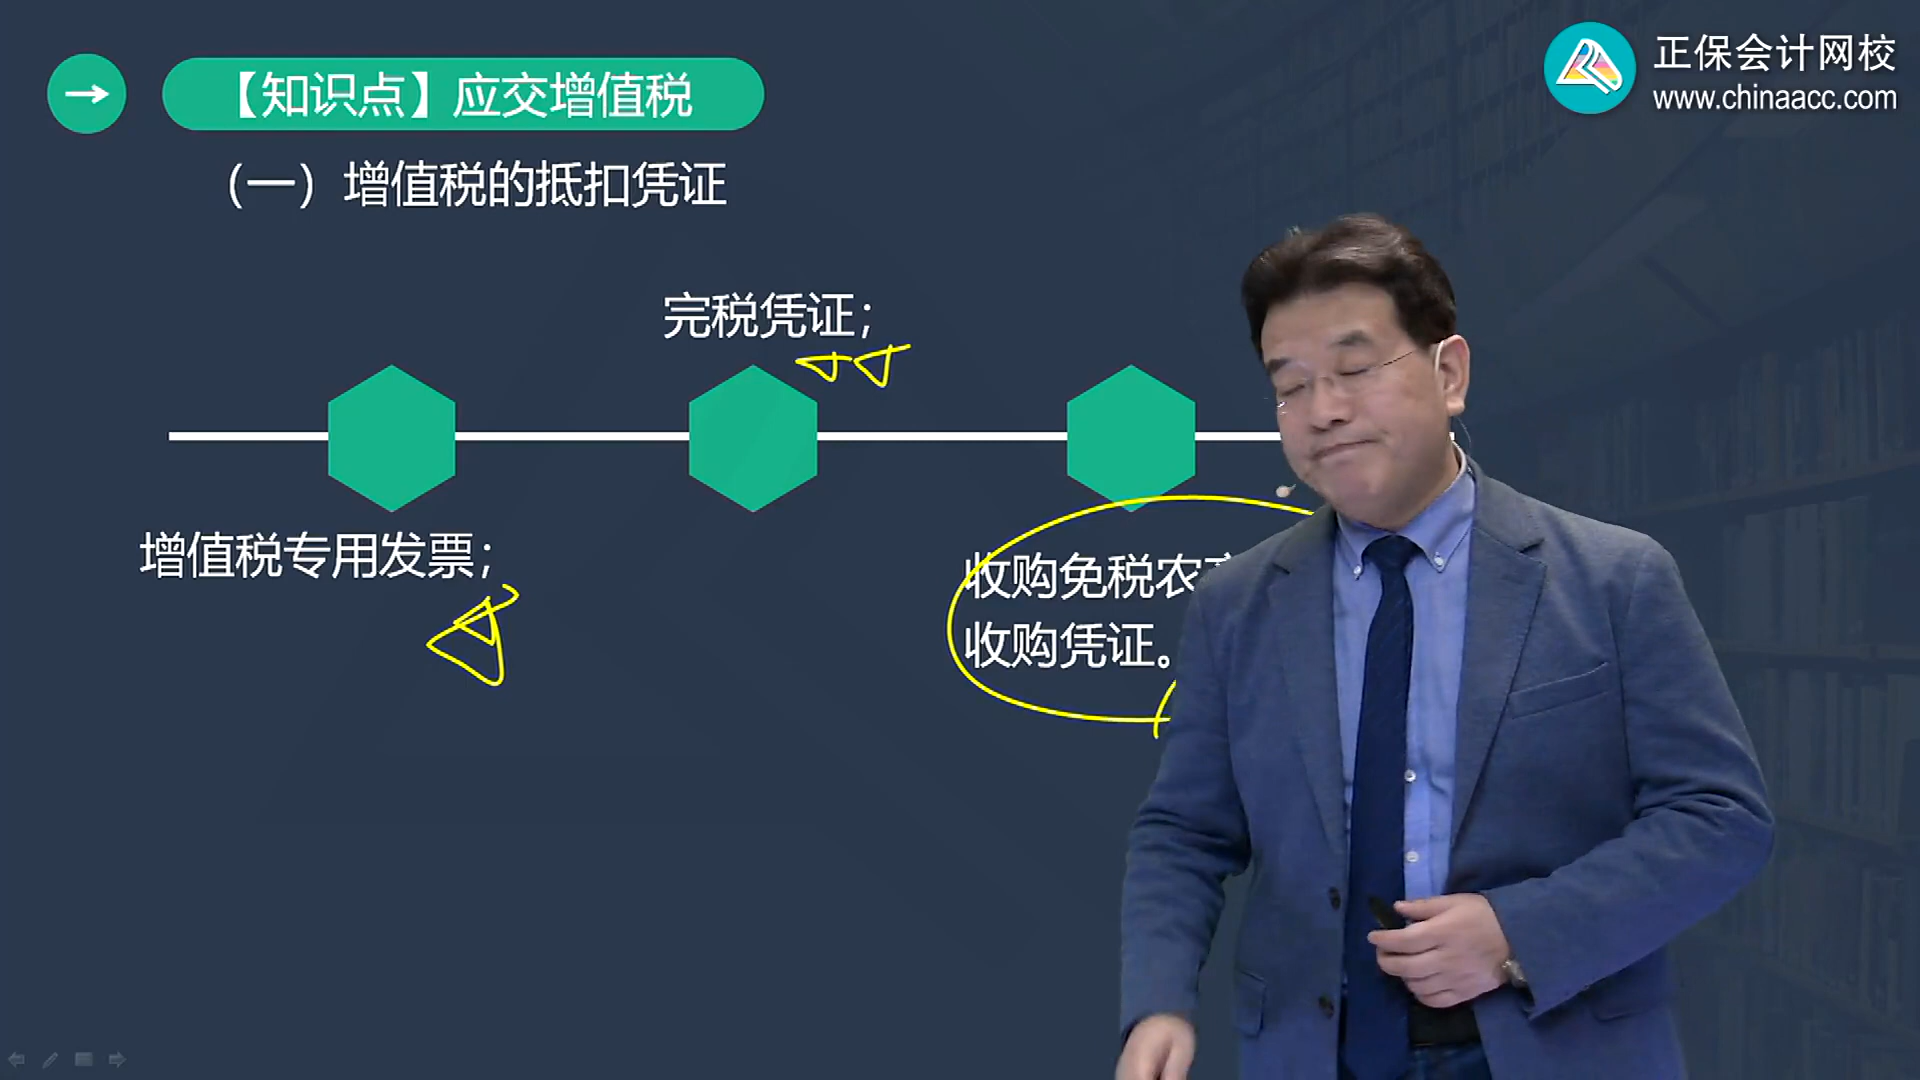 【知识点】应交增值税
正保会计网校
www.chinaacc.com
（一）增值税的抵扣凭证
完税凭证；
增值税专用发票；
收购免税农
收购凭证。